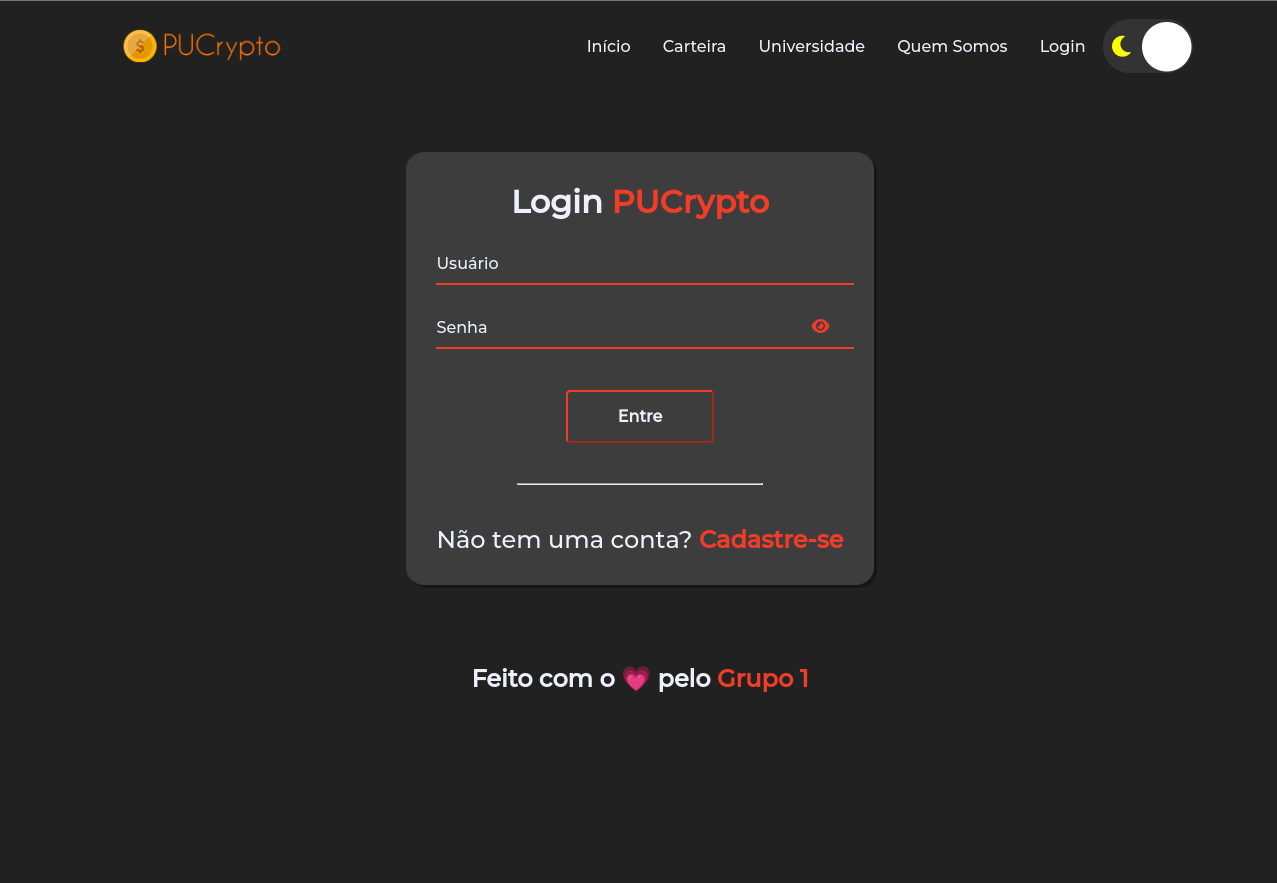 PUCrypto
Início Carteira Universidade Quem Somos Login
Login PUCrypto
Usuário
Senha
Entre
Não tem uma conta? Cadastre-se
Feito com o 💗 pelo Grupo 1